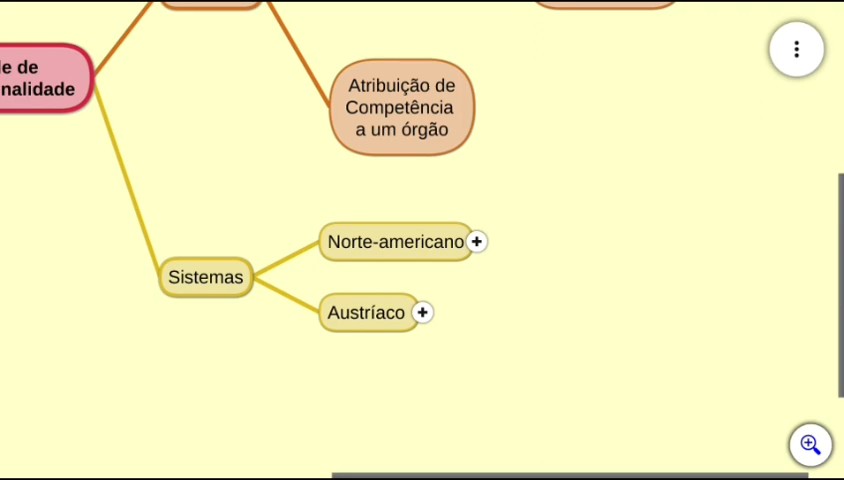 de
nalidade
Atribuição de
Competência
a um órgão
Norte-americano
Sistemas
Austríaco